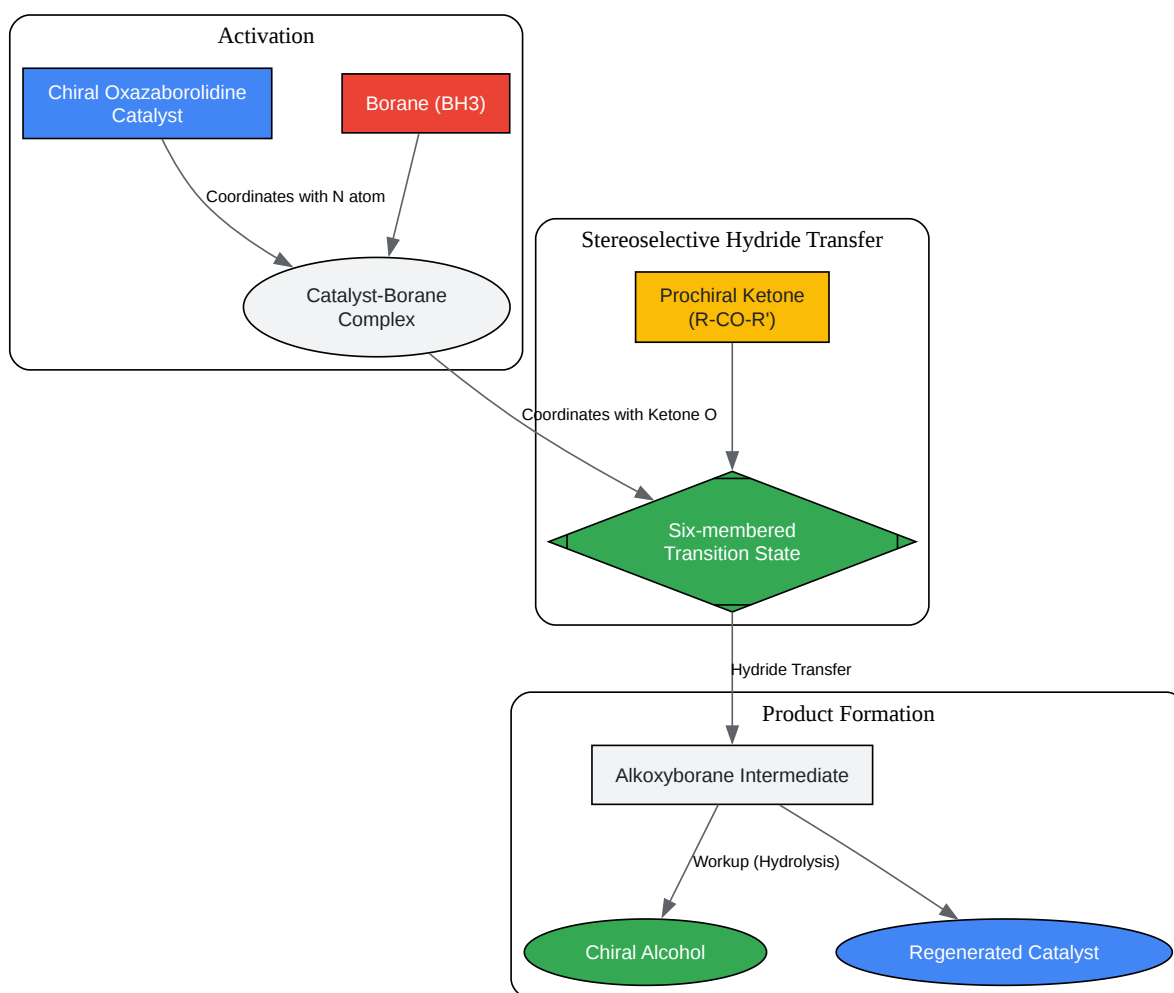 Activation
Chiral Oxazaborolidine
Catalyst
Borane (BH3)
Coordinates with N atom
Catalyst-Borane
Complex
Stereoselective Hydride Transfer
Prochiral Ketone
(R-CO-R')
Coordinates with Ketone O
Six-membered
Transition State
Hydride Transfer
Product Formation
Alkoxyborane Intermediate
Workup (Hydrolysis)
Chiral Alcohol
Regenerated Catalyst